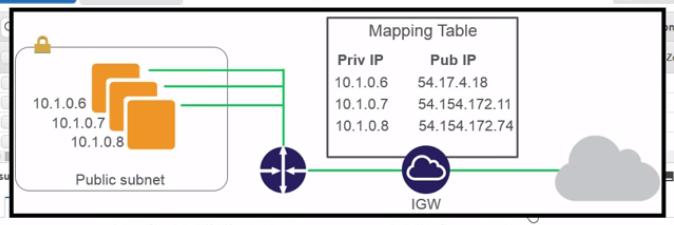 Mapping Table
Priv IP Pub IP
10.1.0.6 54.17.4.18
10.1.0.7 54.154.172.11
10.1.0.8 54.154.172.74
10.1.0.6
10.1.0.7
10.1.0.8
Public subnet
IGW